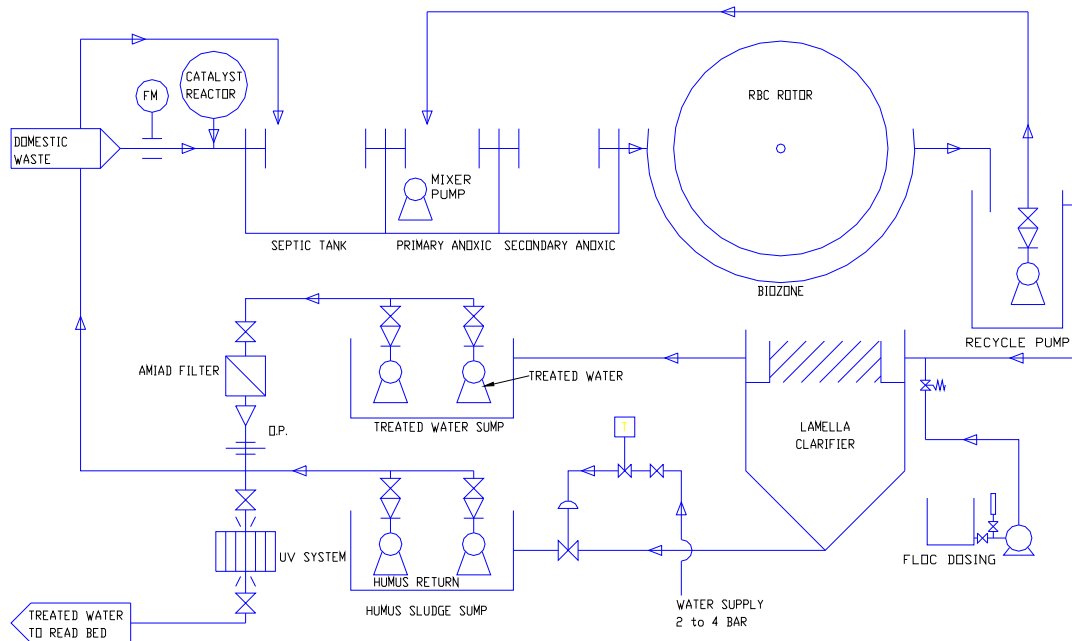 CATALYST
REACTOR
FM
RBC ROTOR
DOMESTIC
WASTE
MIXER
PUMP
SEPTIC TANK
PRIMARY ANOXIC
SECONDARY ANOXIC
BIOZONE
RECYCLE PUMP
AMIAD FILTER
TREATED WATER
TREATED WATER SUMP
O.P.
T
LAMELLA
CLARIFIER
UV SYSTEM
HUMUS RETURN
HUMUS SLUDGE SUMP
FLOC DOSING
WATER SUPPLY
2 to 4 BAR
TREATED WATER
TO READ BED